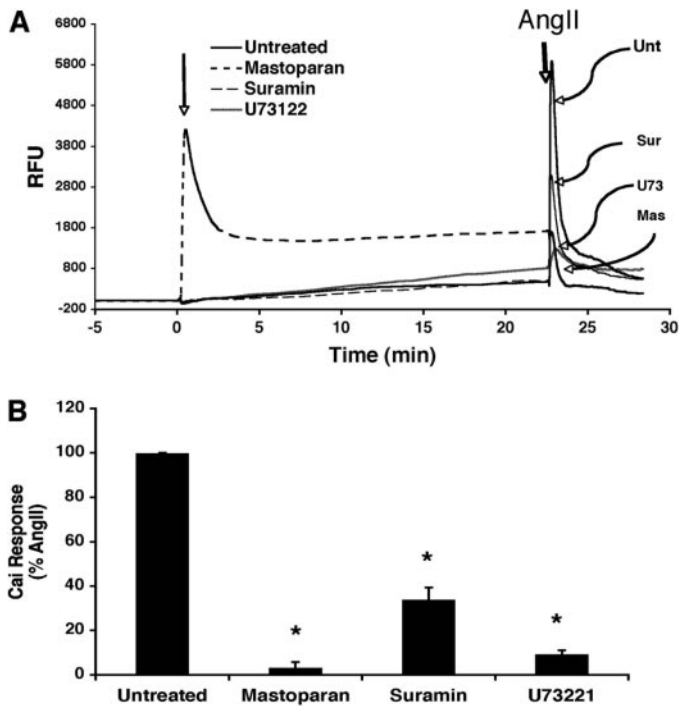 A
AngII
Untreated
Mastoparan
Suramin
U73122
Unt
Sur
U73
Mas
RFU
6800
5800
4800
3800
2800
1800
800
-200
-5
0
5
10
15
20
25
30
Time (min)
B
Cai Response
(% AngII)
120
100
80
60
40
20
0
*
*
*
Untreated
Mastoparan
Suramin
U73221